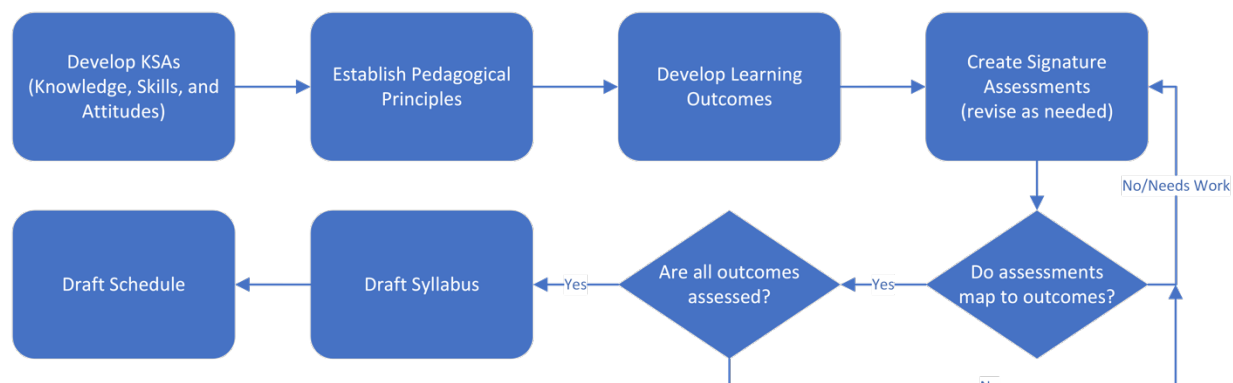 Develop KSAs
(Knowledge, Skills, and
Attitudes)
Establish Pedagogical
Principles
Develop Learning
Outcomes
Create Signature
Assessments
(revise as needed)
No/Needs Work
Draft Schedule
Draft Syllabus
Yes
Are all outcomes
assessed?
Yes
Do assessments
map to outcomes?